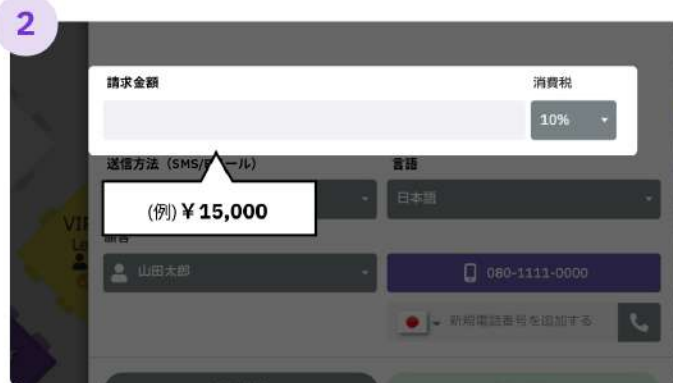 2
請求金額
消費税
10%
送信方法（SMS/
ール）
言語
(例)￥15,000
日本語
VI
山田太郎
080-1111-0000
新規電話番号を追加する